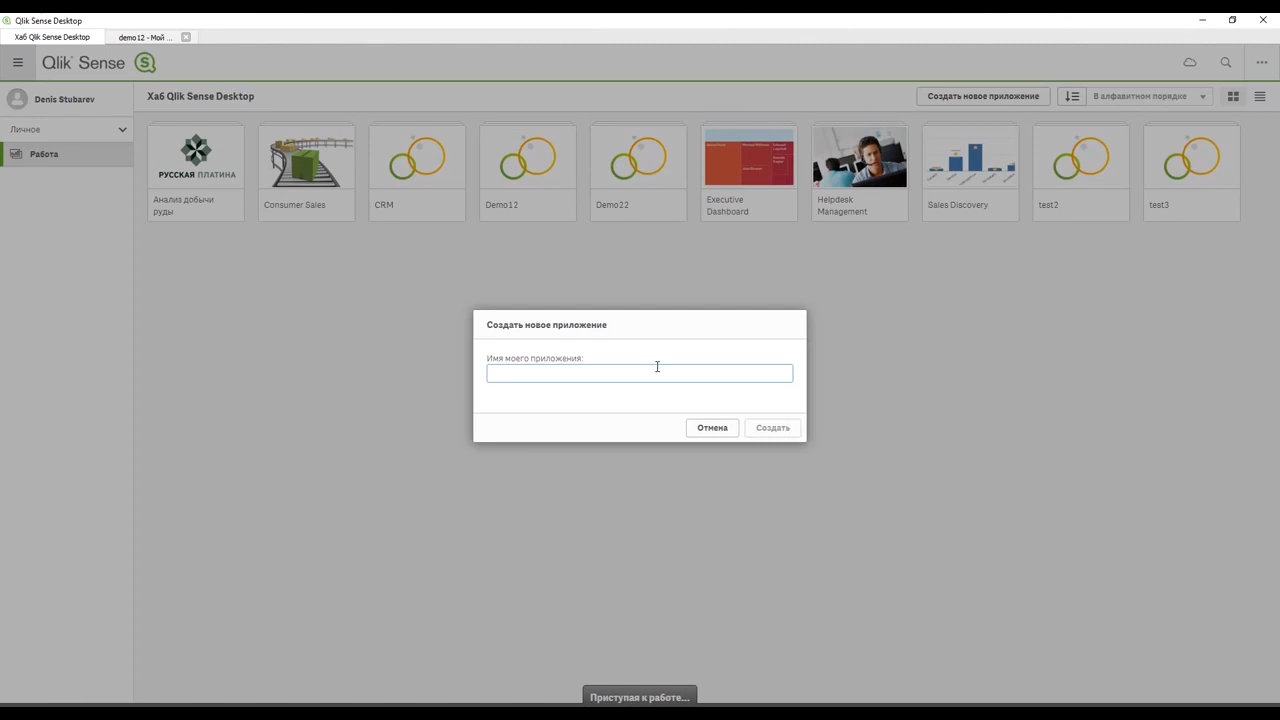 Qlik Sense Desktop
Хаб Qlik Sense Desktop
demo12 - Мой ...
Qlik Sense
Denis Stubarev
Хаб Qlik Sense Desktop
Создать новое приложение
В алфавитном порядке
Личное
Работа
РУССКАЯ ПЛАТИНА
Анализ добычи
руды
Consumer Sales
CRM
Demo12
Demo22
Executive
Dashboard
Helpdesk
Management
Sales Discovery
test2
test3
Создать новое приложение
Имя моего приложения:
Отмена
Создать
Приступая к работе...